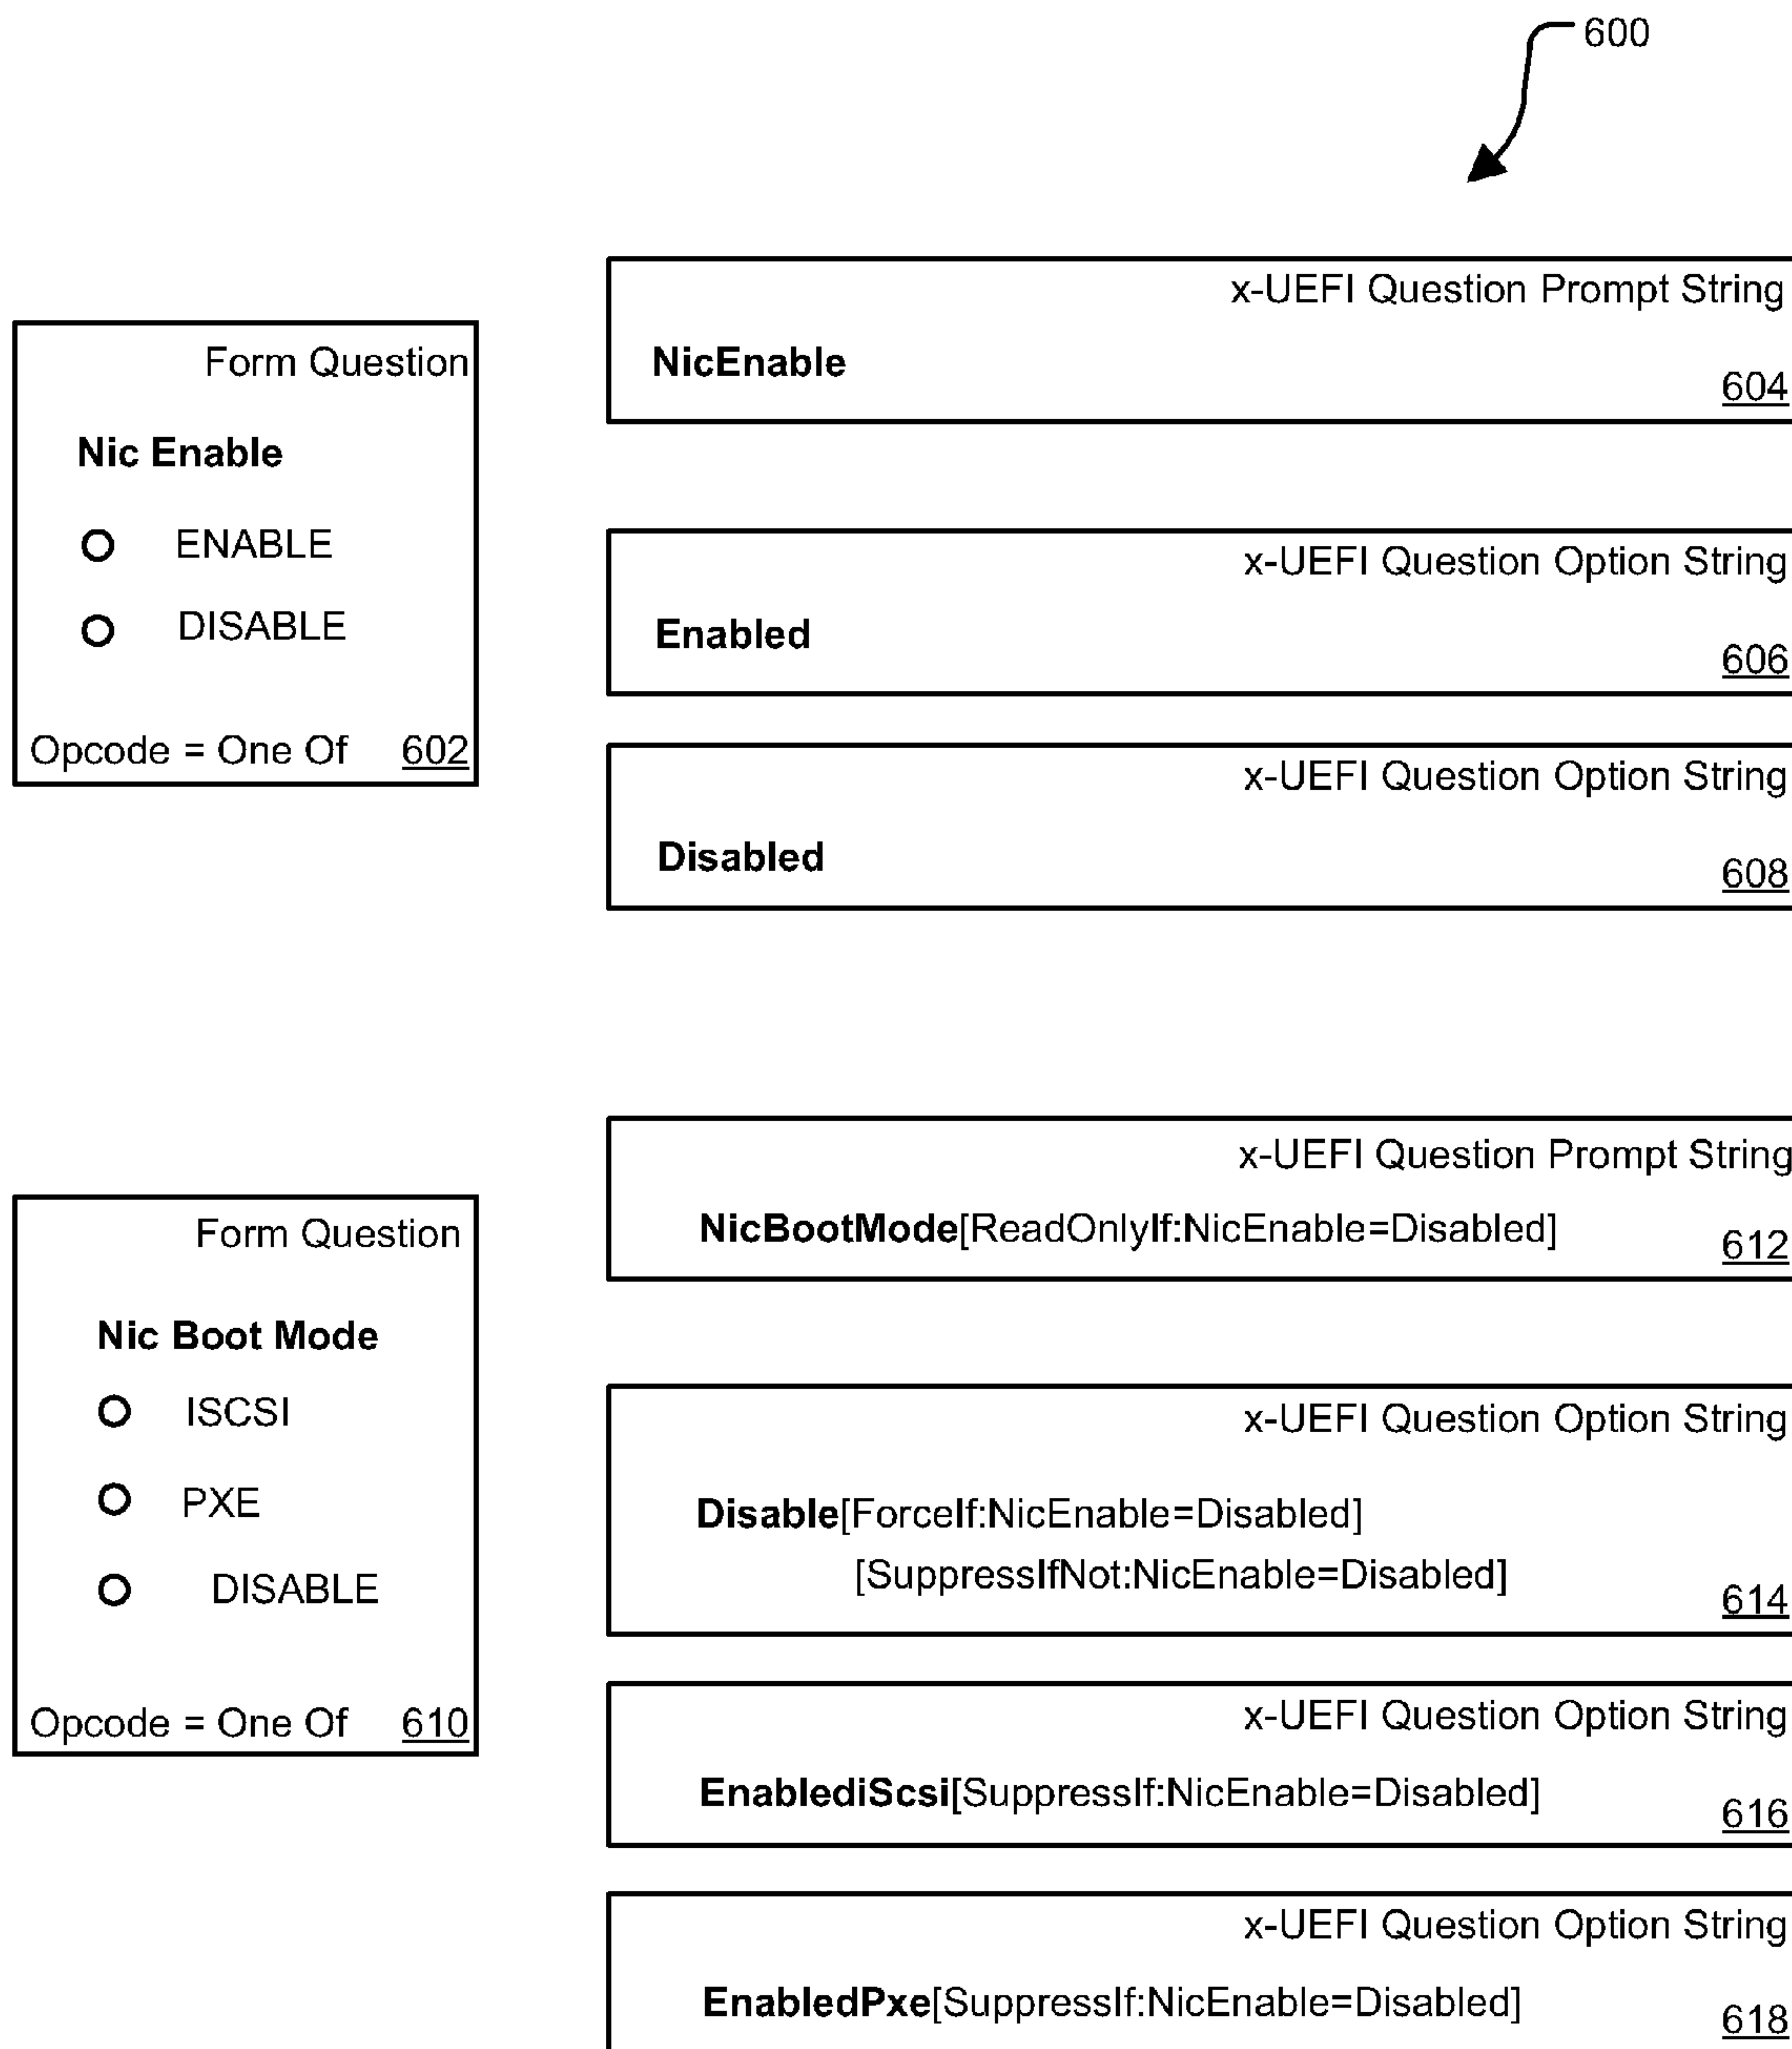 600
Form Question
Nic Enable
ENABLE
DISABLE
Opcode = One Of 602
x-UEFI Question Prompt String
NicEnable
604
x-UEFI Question Option String
Enabled
606
x-UEFI Question Option String
Disabled
608
Form Question
Nic Boot Mode
ISCSI
PXE
DISABLE
Opcode = One Of 610
x-UEFI Question Prompt String
NicBootMode[ReadOnlyIf:NicEnable=Disabled]
612
x-UEFI Question Option String
Disable[ForceIf:NicEnable=Disabled]
[SuppressIfNot:NicEnable=Disabled]
614
x-UEFI Question Option String
EnablediScsi[SuppressIf:NicEnable=Disabled]
616
x-UEFI Question Option String
EnabledPxe[SuppressIf:NicEnable=Disabled]
618